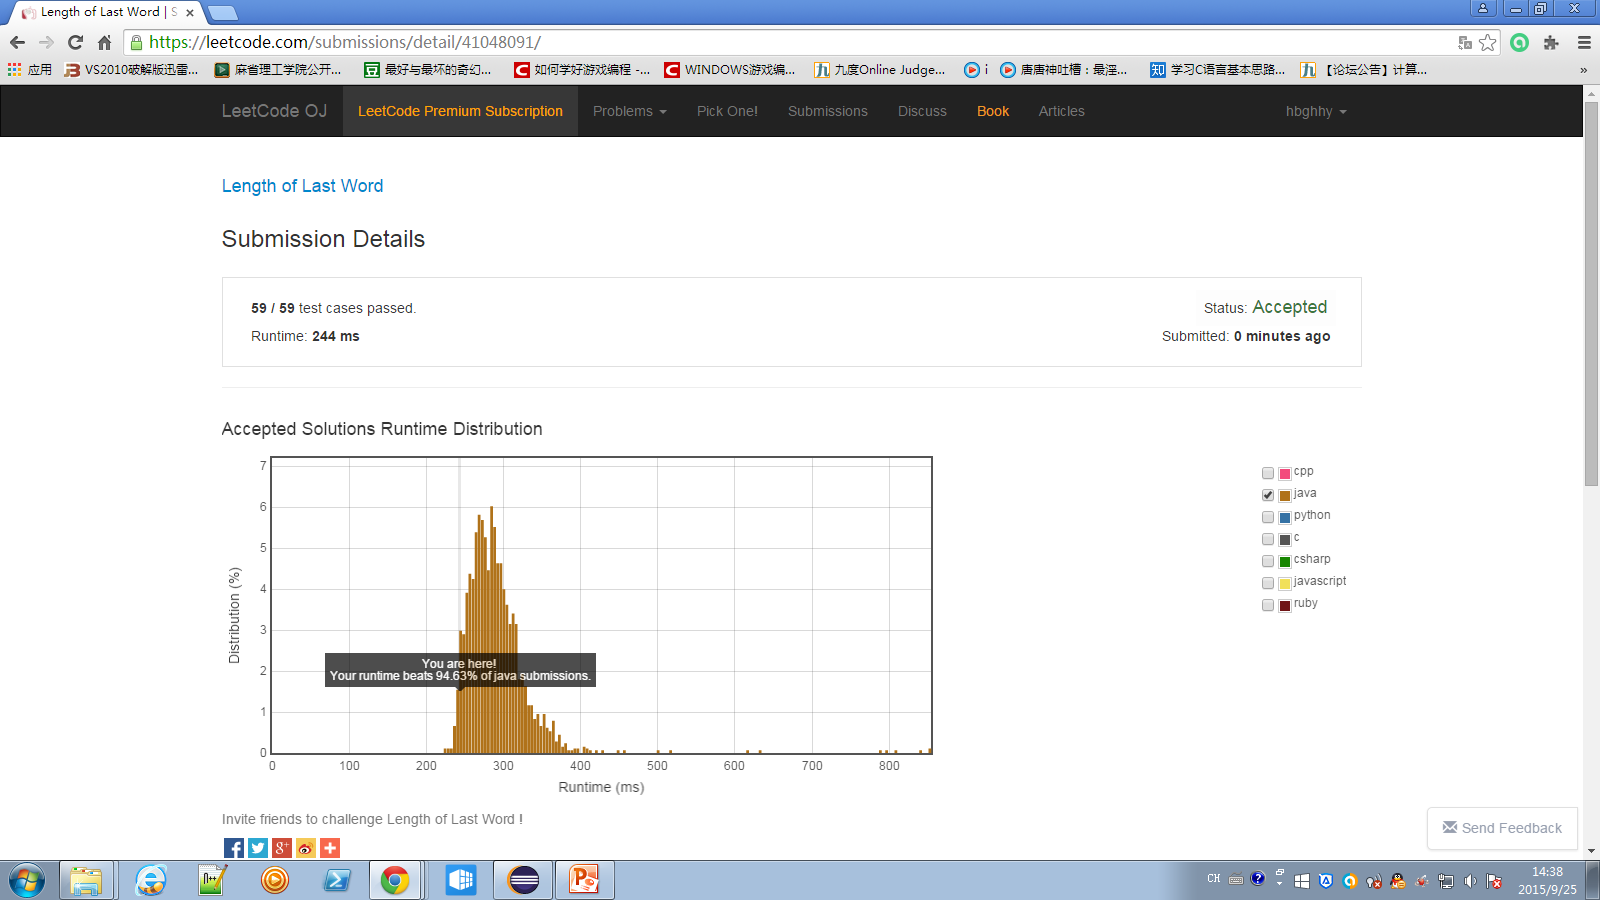 Length of Last Word | S
https://leetcode.com/submissions/detail/41048091/
应用 VS2010破解版迅雷... 麻省理工学院公开... 最好与最坏的奇幻... 如何学好游戏编程 -... WINDOWS游戏编... 九度Online Judge... i 唐唐神吐槽：最淫... 学习C语言基本思路... 【论坛公告】计算... »
LeetCode OJ LeetCode Premium Subscription Problems Pick One! Submissions Discuss Book Articles hbghhy
Length of Last Word
Submission Details
59 / 59 test cases passed. Status: Accepted
Runtime: 244 ms Submitted: 0 minutes ago
Accepted Solutions Runtime Distribution
7
6
5
4
3
2
1
0
Distribution (%)
You are here!
Your runtime beats 94.63% of java submissions.
0 100 200 300 400 500 600 700 800
Runtime (ms)
cpp
java
python
c
csharp
javascript
ruby
Invite friends to challenge Length of Last Word !
Send Feedback
CH
14:38
2015/9/25